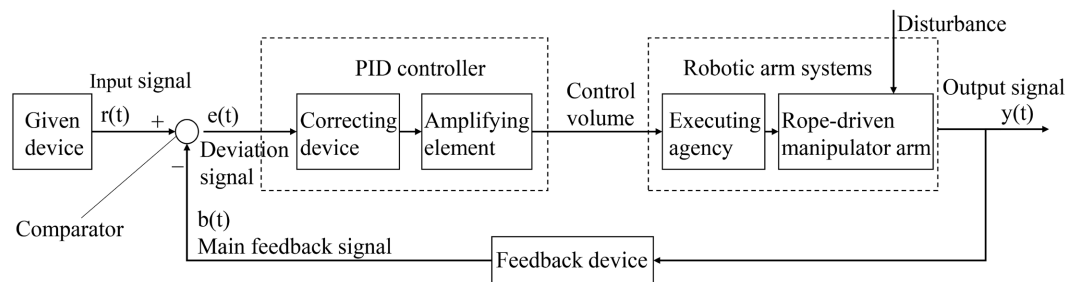 Disturbance
PID controller
Robotic arm systems
Input signal
Output signal
Given
device
r(t)
+
e(t)
Deviation
signal
Correcting
device
Amplifying
element
Control
volume
Executing
agency
Rope-driven
manipulator arm
y(t)
−
Comparator
b(t)
Main feedback signal
Feedback device